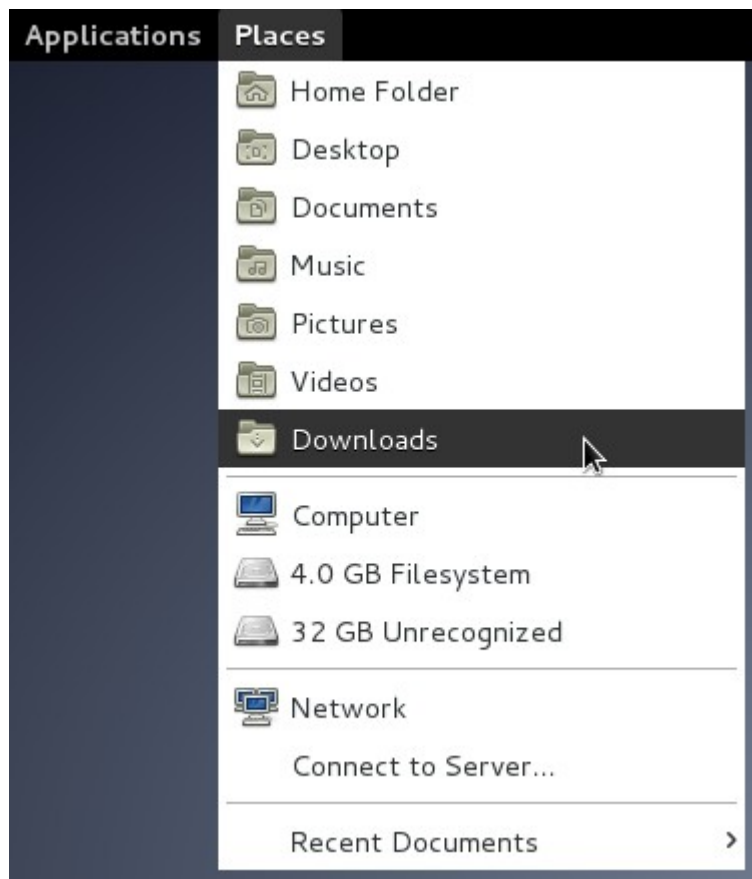 Applications Places
Home Folder
Desktop
Documents
Music
Pictures
Videos
Downloads
Computer
4.0 GB Filesystem
32 GB Unrecognized
Network
Connect to Server...
Recent Documents